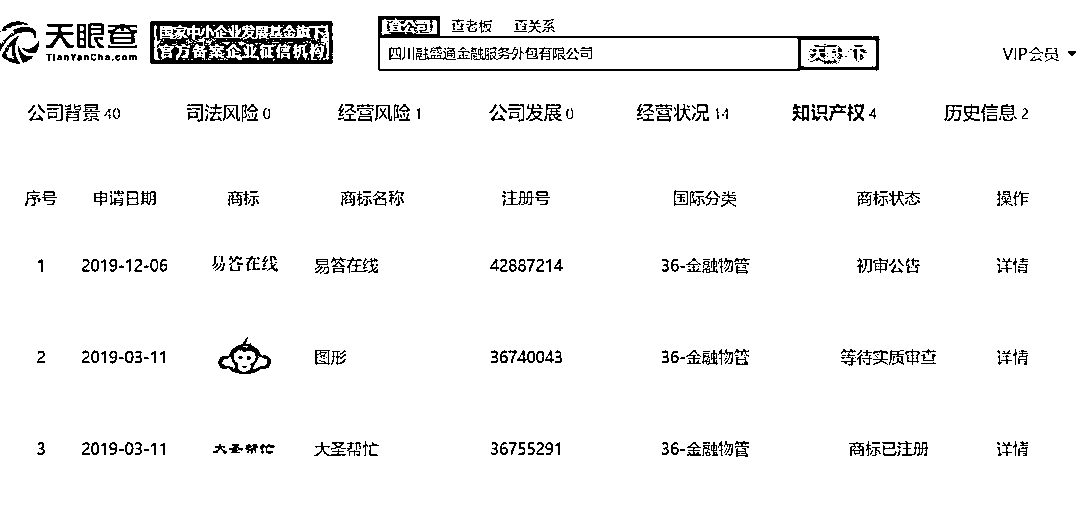 天眼查
TianYanCha.com
国家中小企业发展基金旗下
官方备案企业征信机构
查公司 查老板 查关系
四川融盛通金融服务外包有限公司
天眼一下
VIP会员
公司背景 40 司法风险 0 经营风险 1 公司发展 0 经营状况 14 知识产权 4 历史信息 2
序号 申请日期 商标 商标名称 注册号 国际分类 商标状态 操作
1 2019-12-06 易答在线 易答在线 42887214 36-金融物管 初审公告 详情
2 2019-03-11 图形 36740043 36-金融物管 等待实质审查 详情
3 2019-03-11 大圣帮忙 大圣帮忙 36755291 36-金融物管 商标已注册 详情